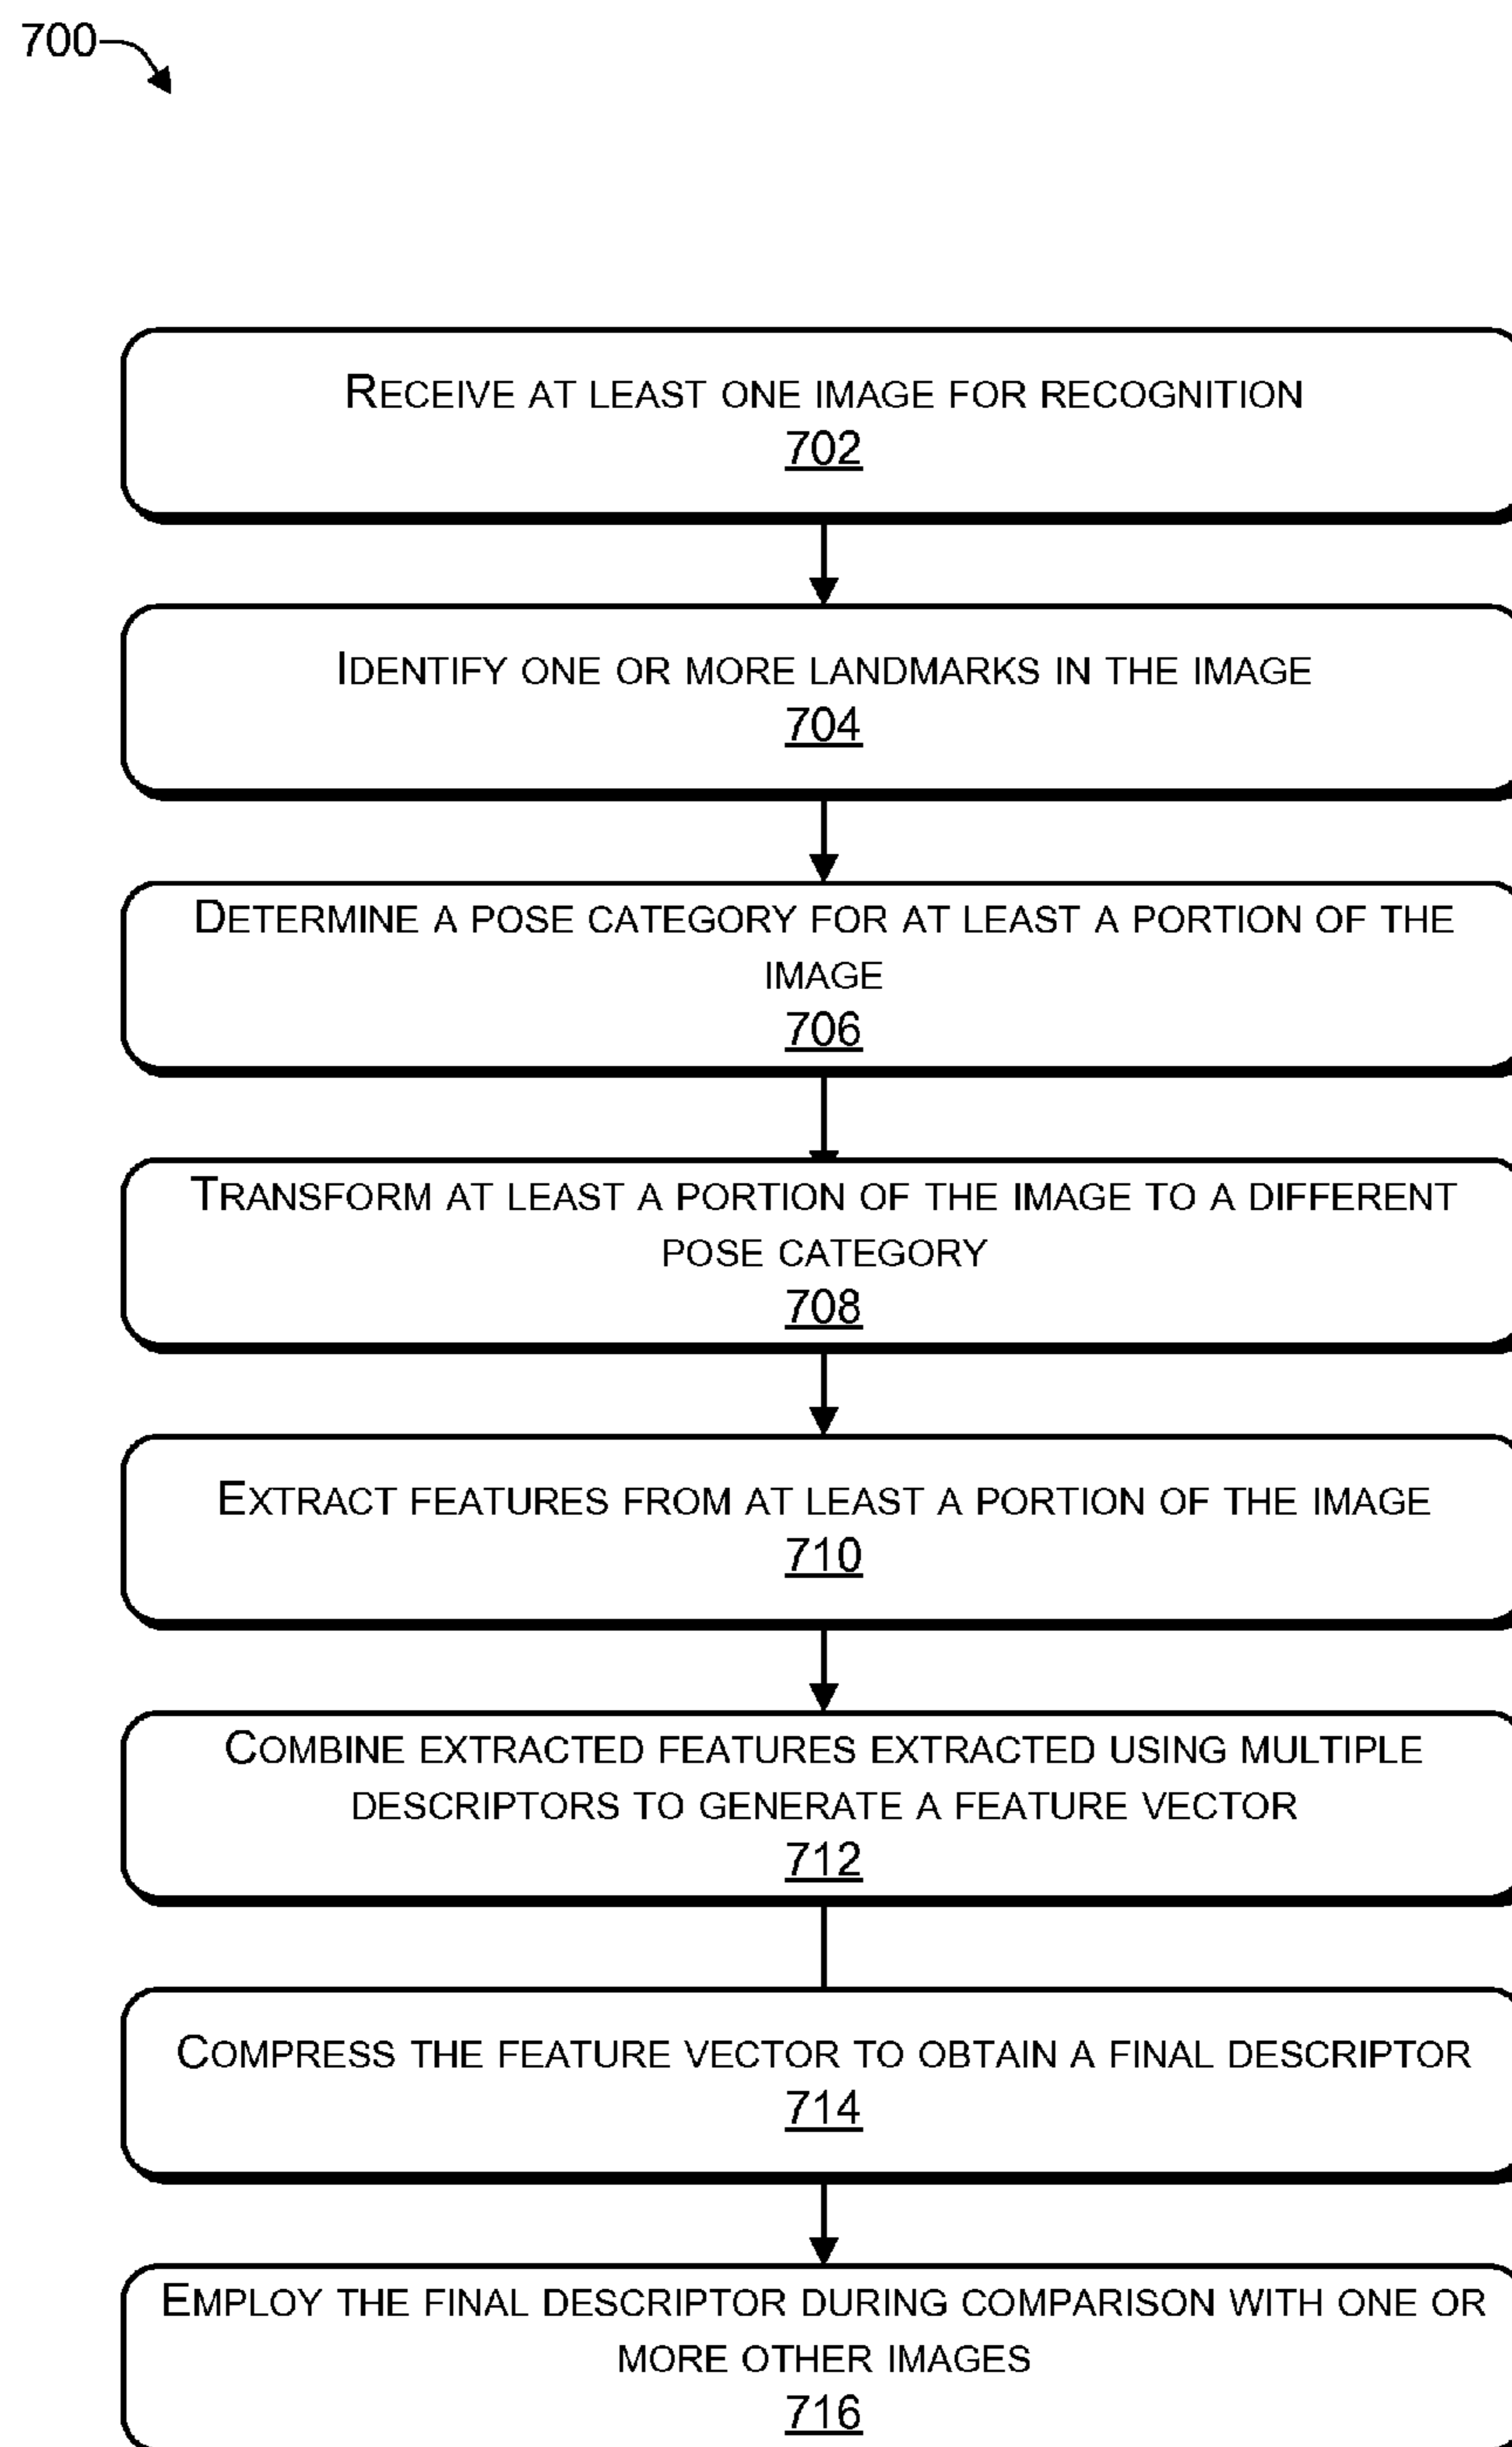 700
RECEIVE AT LEAST ONE IMAGE FOR RECOGNITION
702
IDENTIFY ONE OR MORE LANDMARKS IN THE IMAGE
704
DETERMINE A POSE CATEGORY FOR AT LEAST A PORTION OF THE
IMAGE
706
TRANSFORM AT LEAST A PORTION OF THE IMAGE TO A DIFFERENT
POSE CATEGORY
708
EXTRACT FEATURES FROM AT LEAST A PORTION OF THE IMAGE
710
COMBINE EXTRACTED FEATURES EXTRACTED USING MULTIPLE
DESCRIPTORS TO GENERATE A FEATURE VECTOR
712
COMPRESS THE FEATURE VECTOR TO OBTAIN A FINAL DESCRIPTOR
714
EMPLOY THE FINAL DESCRIPTOR DURING COMPARISON WITH ONE OR
MORE OTHER IMAGES
716